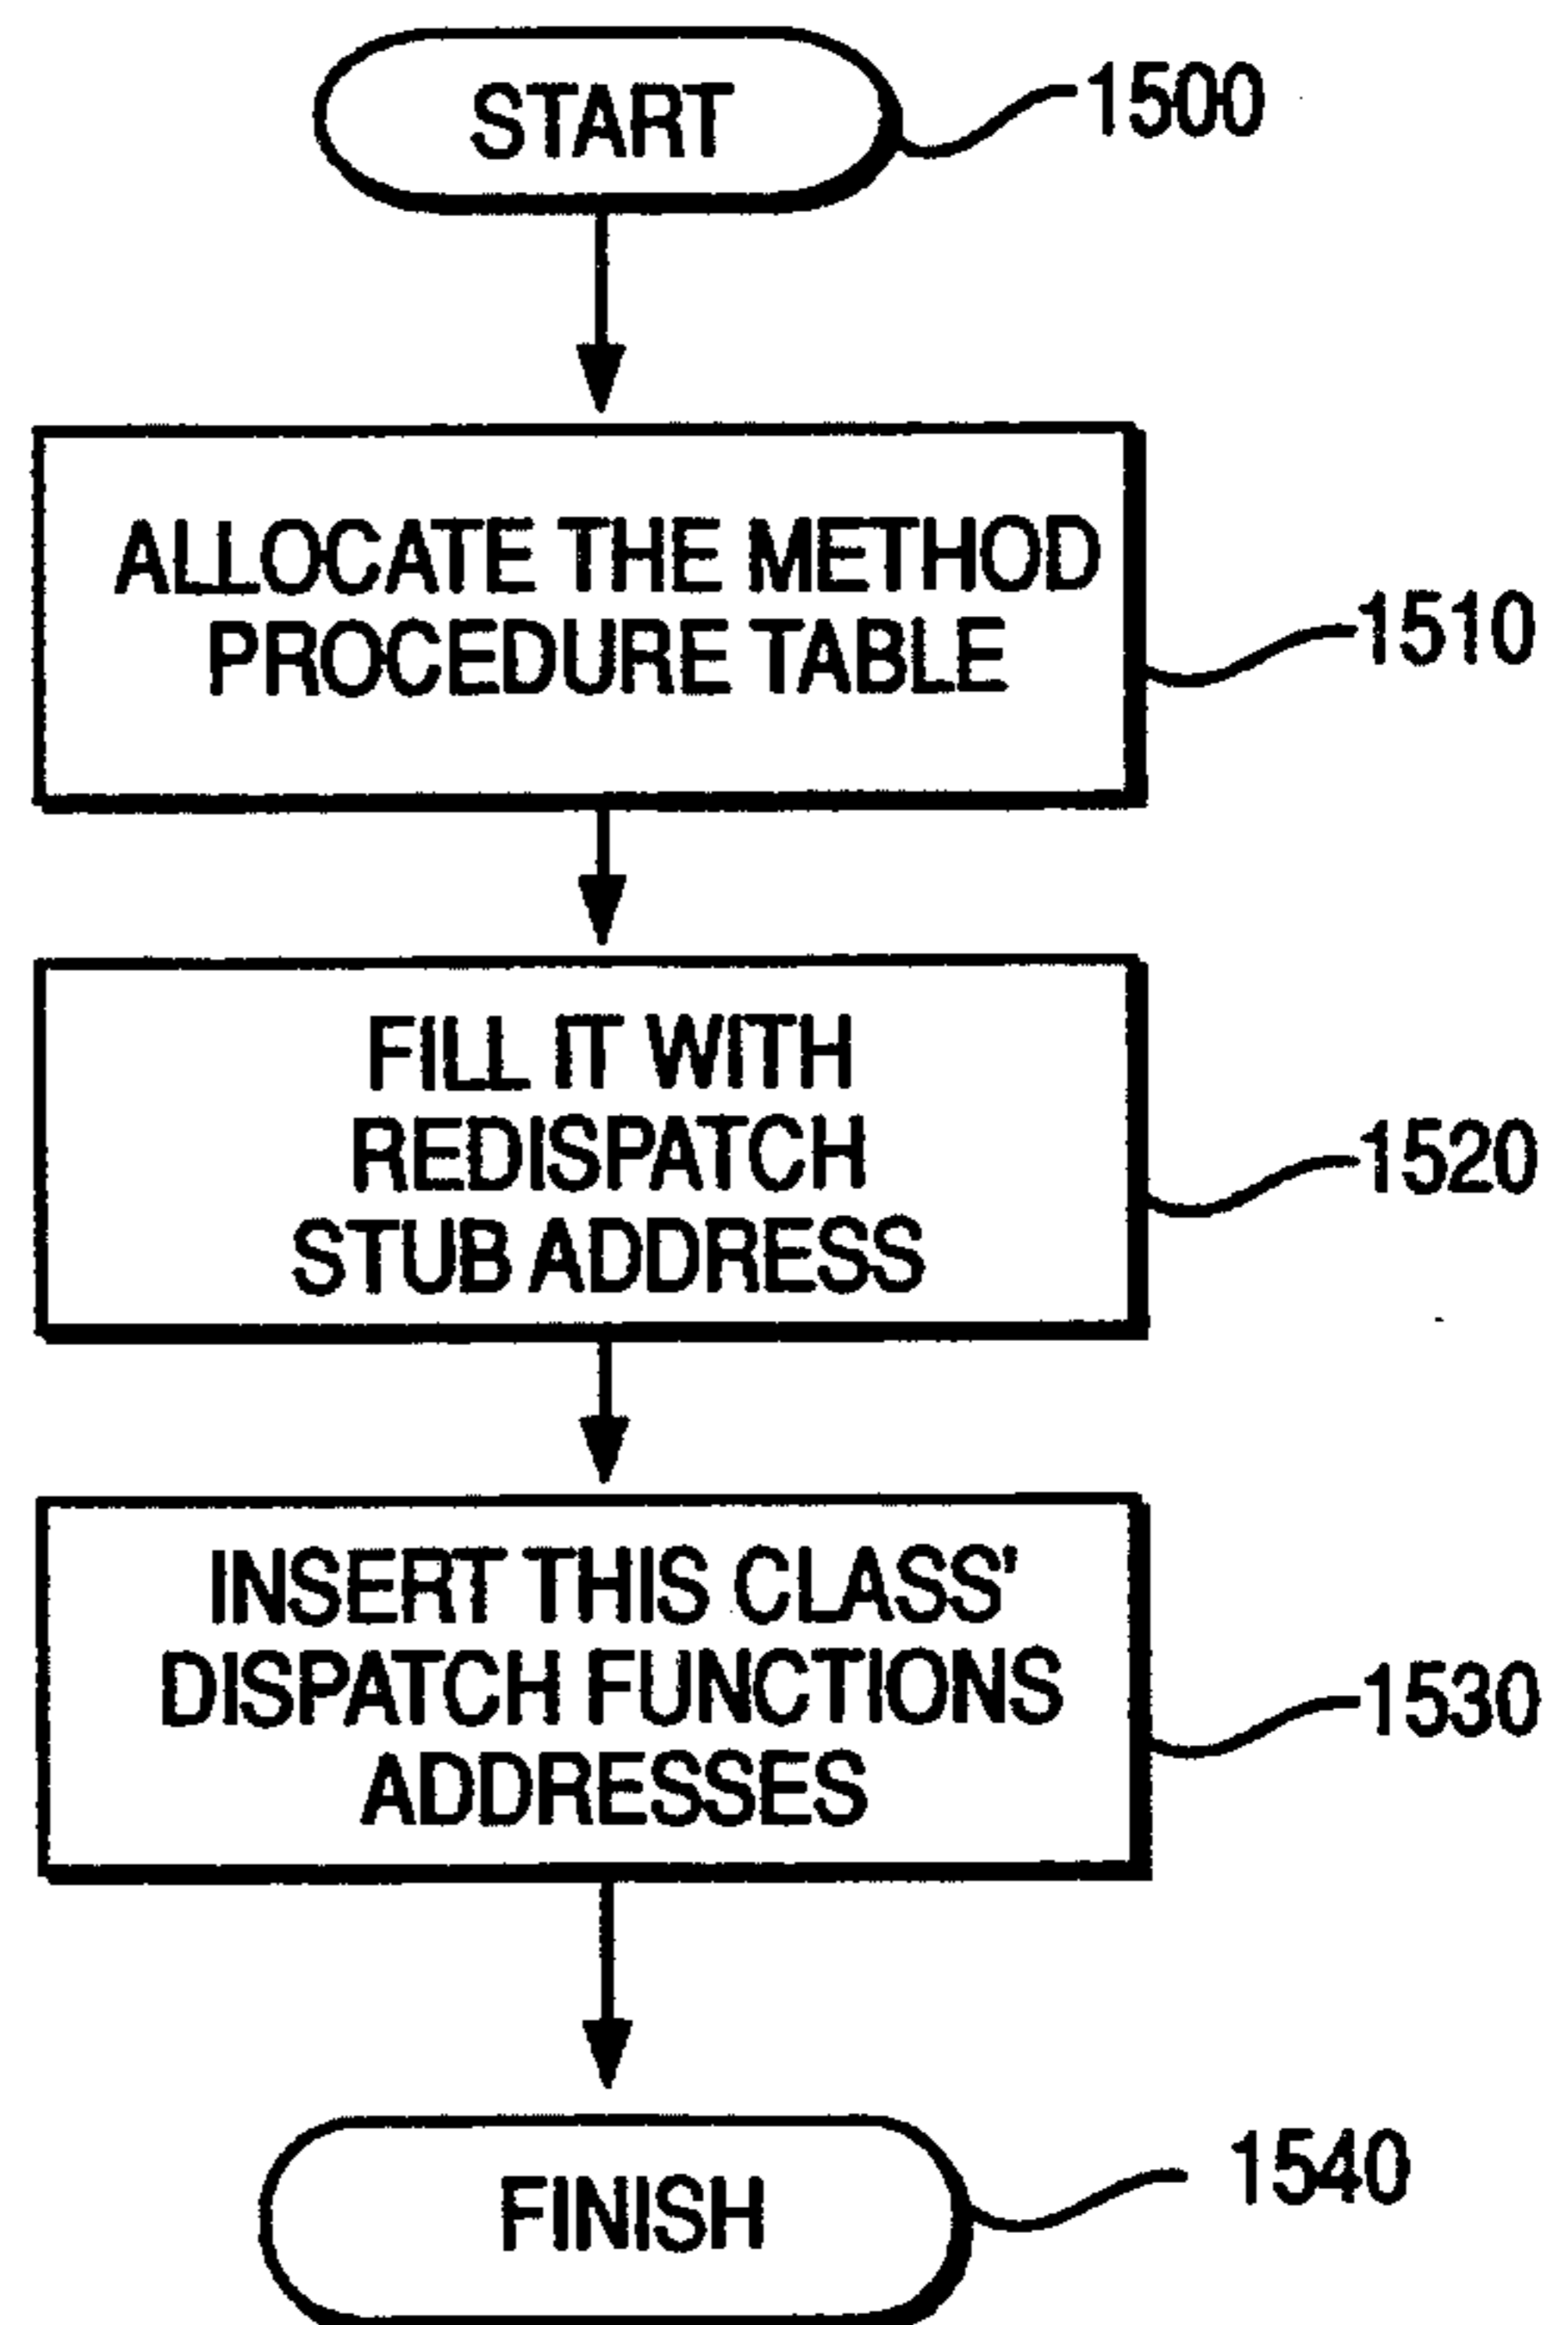 START
1500
ALLOCATE THE METHOD
PROCEDURE TABLE
1510
FILL IT WITH
REDISPATCH
STUB ADDRESS
1520
INSERT THIS CLASS'
DISPATCH FUNCTIONS
ADDRESSES
1530
FINISH
1540